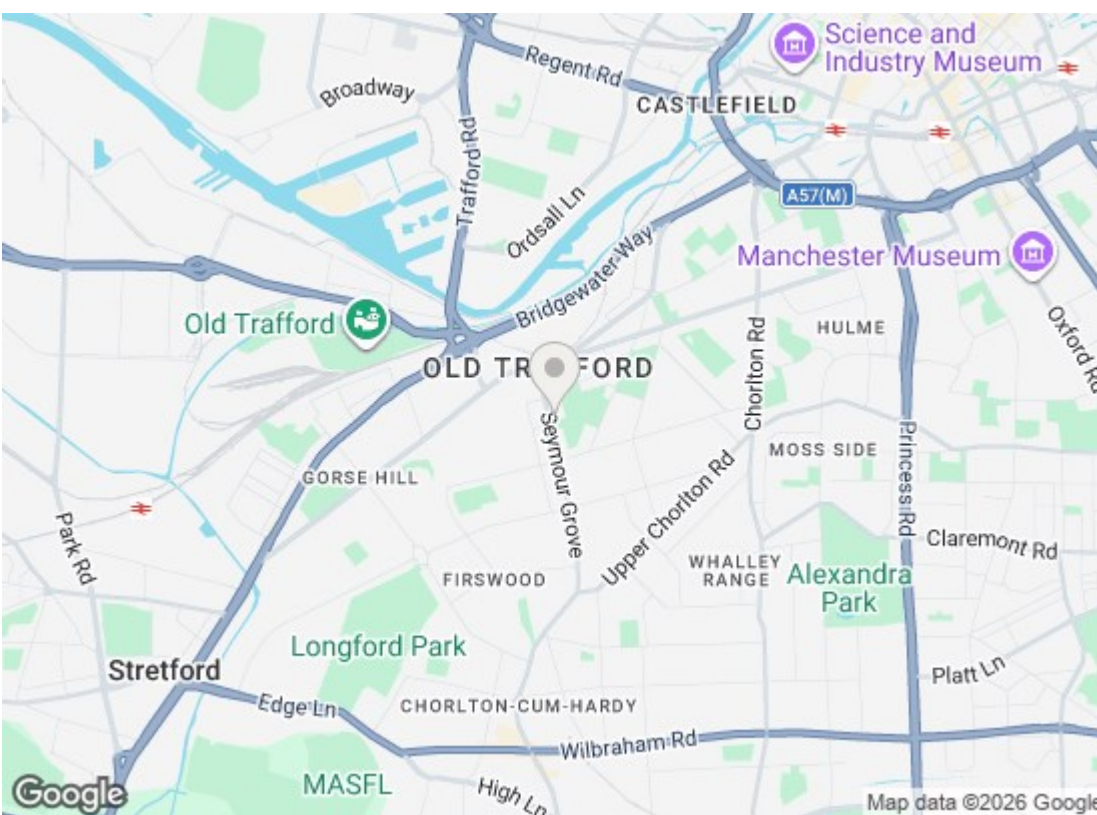 Science and
Industry Museum
Regent Rd
Broadway
CASTLEFIELD
Trafford Rd
A57(M)
Ordsall Ln
Bridgewater Way
Manchester Museum
Old Trafford
Chorlton Rd
HULME
Oxford Rd
OLD TR FORD
Seymour Grove
MOSS SIDE
Princess Rd
GORSE HILL
Upper Chorlton Rd
Park Rd
Claremont Rd
FIRSWOOD
WHALLEY
RANGE
Alexandra
Park
Longford Park
Stretford
Platt Ln
Edge Ln
CHORLTON-CUM-HARDY
Wilbraham Rd
MASFL
High Ln
Google
Map data ©2026 Google